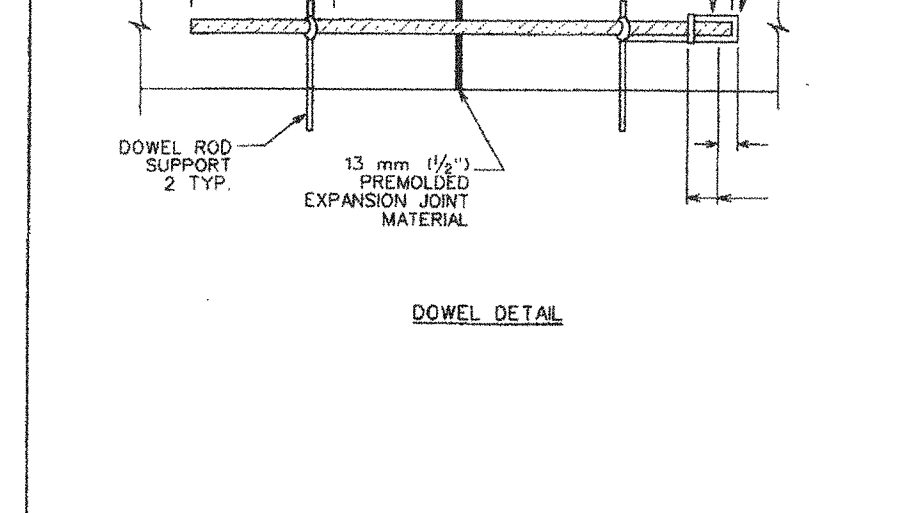 DOWEL ROD
SUPPORT
2 TYP.
13 mm (1/2")
PREMOLDED
EXPANSION JOINT
MATERIAL
DOWEL DETAIL